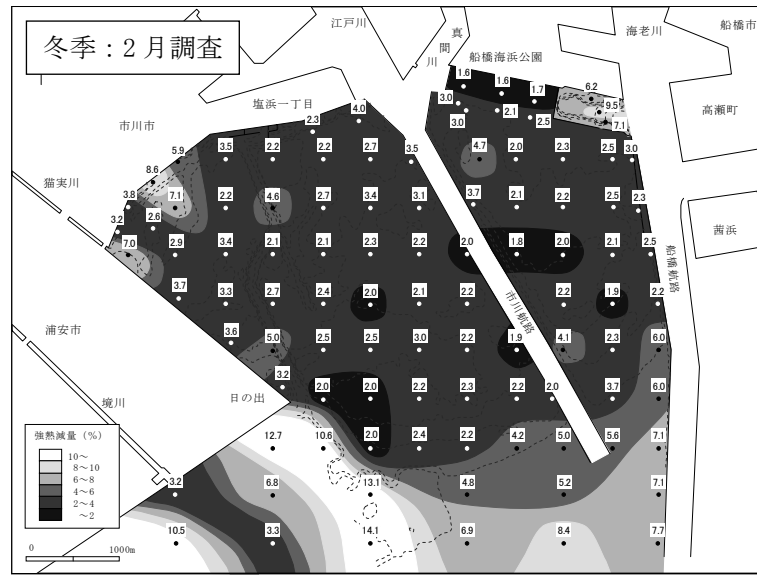 冬季：2月調査
江戸川
真間川
船橋海浜公園
海老川
船橋市
高瀬町
塩浜一丁目
市川市
猫実川
茜浜
船橋航路
市川航路
浦安市
境川
日の出
1.6 1.6 1.7 6.2 9.5 7.1
3.0 3.0 2.1 2.5
4.0 2.3
5.9 3.5 2.2 2.2 2.7 3.5 4.7 2.0 2.3 2.5 3.0
8.6
3.8 7.1 2.2 4.6 2.7 3.4 3.1 3.7 2.1 2.2 2.5 2.3
3.2 2.6
7.0 2.9 3.4 2.1 2.1 2.3 2.2 2.0 1.8 2.0 2.1 2.5
3.7 3.3 2.7 2.4 2.0 2.1 2.2 2.2 1.9 2.2
3.6 5.0 2.5 2.5 3.0 2.2 1.9 4.1 2.3 6.0
3.2 2.0 2.0 2.2 2.3 2.2 2.0 3.7 6.0
12.7 10.6 2.0 2.4 2.2 4.2 5.0 5.6 7.1
3.2 6.8 13.1 4.8 5.2 7.1
10.5 3.3 14.1 6.9 8.4 7.7
強熱減量（%）
10～
8～10
6～8
4～6
2～4
～2
0 1000m